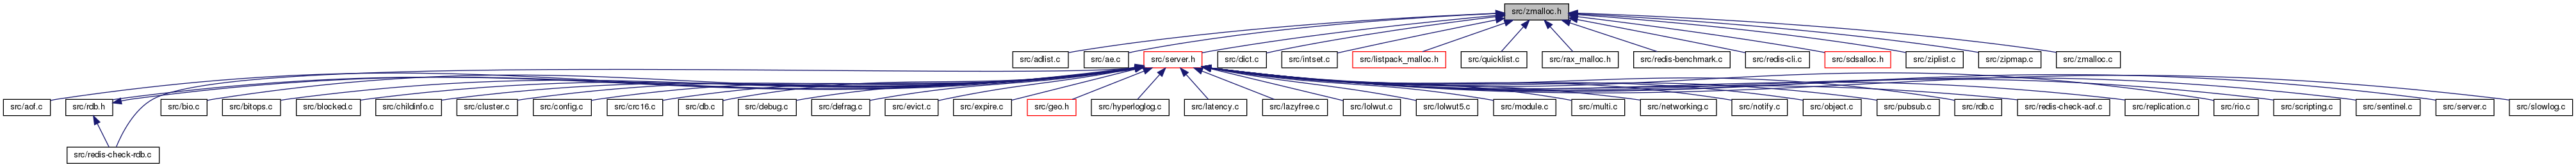 src/zmalloc.h
src/adlist.c
src/ae.c
src/server.h
src/dict.c
src/intset.c
src/listpack_malloc.h
src/quicklist.c
src/rax_malloc.h
src/redis-benchmark.c
src/redis-cli.c
src/sdsalloc.h
src/ziplist.c
src/zipmap.c
src/zmalloc.c
src/aof.c
src/rdb.h
src/bio.c
src/bitops.c
src/blocked.c
src/childinfo.c
src/cluster.c
src/config.c
src/crc16.c
src/db.c
src/debug.c
src/defrag.c
src/evict.c
src/expire.c
src/geo.h
src/hyperloglog.c
src/latency.c
src/lazyfree.c
src/lolwut.c
src/lolwut5.c
src/module.c
src/multi.c
src/networking.c
src/notify.c
src/object.c
src/pubsub.c
src/rdb.c
src/redis-check-aof.c
src/replication.c
src/rio.c
src/scripting.c
src/sentinel.c
src/server.c
src/slowlog.c
src/redis-check-rdb.c